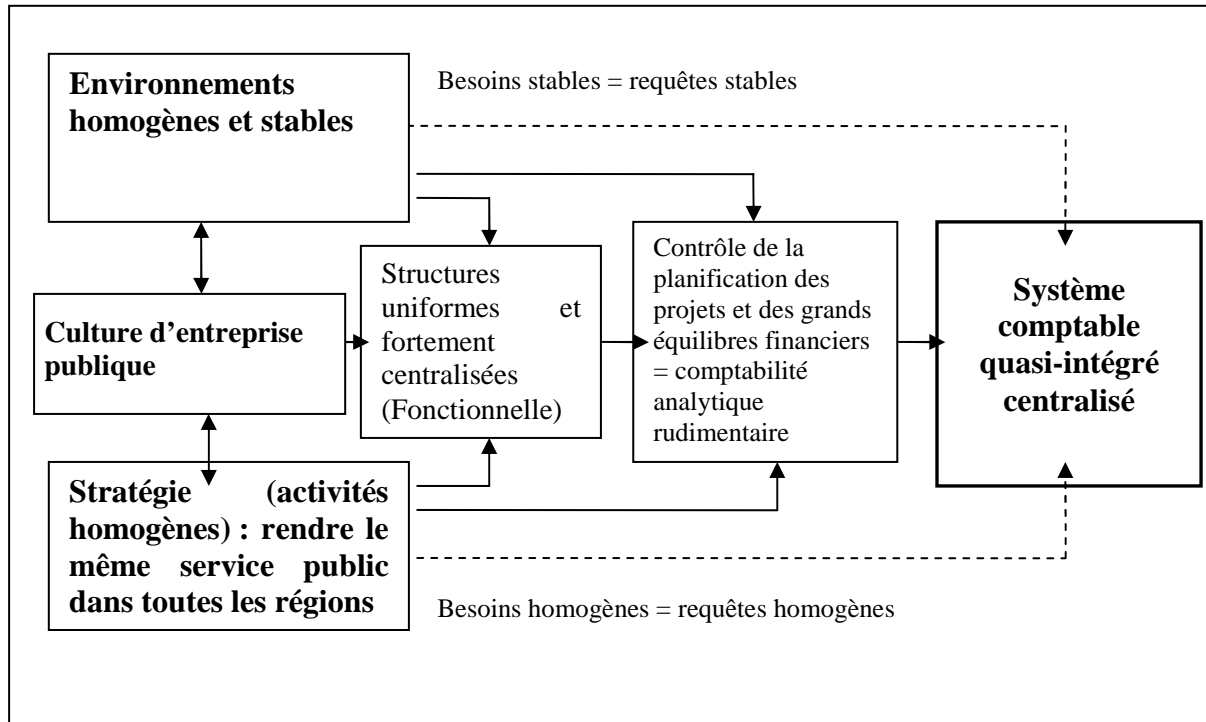 Environnements
homogènes et stables
Besoins stables = requêtes stables
Culture d’entreprise
publique
Structures
uniformes et
fortement
centralisées
(Fonctionnelle)
Contrôle de la
planification des
projets et des grands
équilibres financiers
= comptabilité
analytique
rudimentaire
Système
comptable
quasi-intégré
centralisé
Stratégie (activités
homogènes) : rendre le
même service public
dans toutes les régions
Besoins homogènes = requêtes homogènes